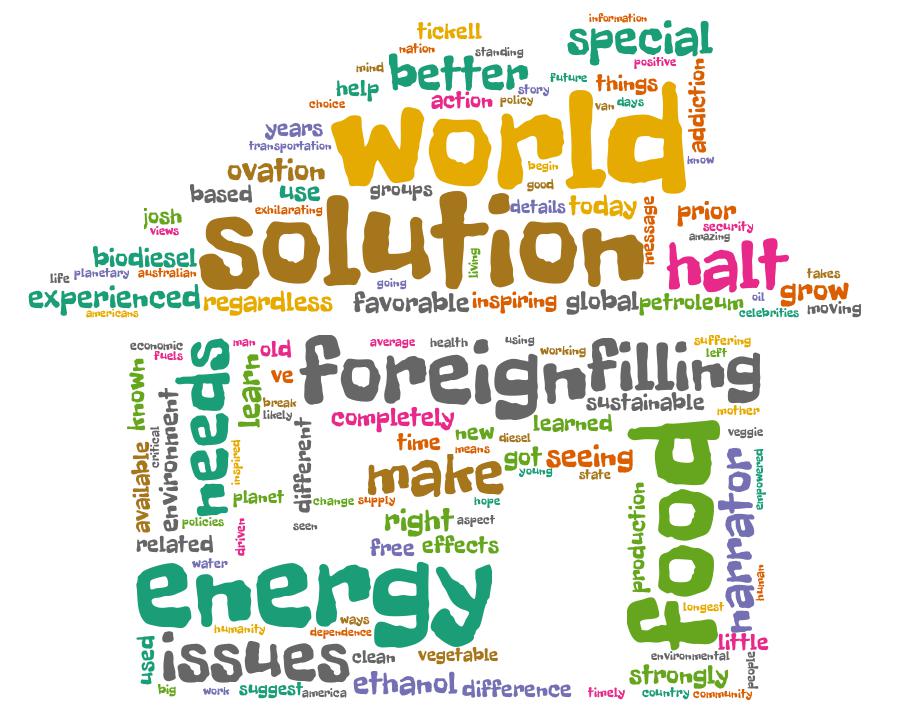 information
tickell
special
nation
standing
positive
mind
better
future
things
addiction
help
story
choice
action
policy
van
days
years
world
transportation
know
ovation
begin
based
use
groups
good
exhilarating
details
today
message
prior
josh
security
views
solution
amazing
biodiesel
living
halt
life
planetary
australian
going
takes
experienced
regardless
favorable
inspiring
global
petroleum
oil
grow
americans
celebrities
moving
economic
man
average
health
using
suffering
fuels
old
working
left
known
needs
learn
ve
foreign
filling
break
sustainable
likely
mother
environment
completely
learned
critical
different
time
new
diesel
food
veggie
available
inspired
means
got
seeing
make
young
state
narrator
empowered
planet
change
supply
hope
production
policies
driven
seen
right
aspect
related
free
effects
water
energy
human
longest
humanity
ways
dependence
little
used
issues
clean
vegetable
environmental
people
strongly
big
work
suggest
america
ethanol
difference
timely
country
community